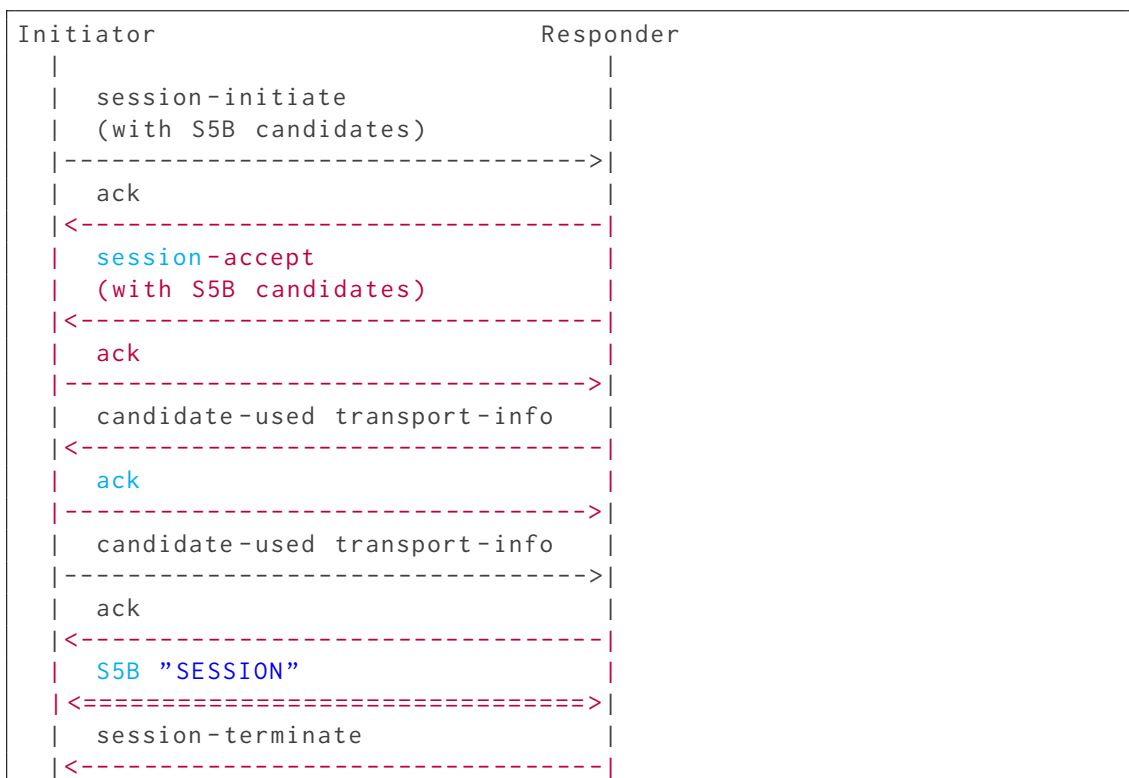 Initiator                        Responder
  |                                   |
  |  session-initiate                 |
  |  (with S5B candidates)            |
  |--------------------------------->|
  |  ack                              |
  |<---------------------------------|
  |  session-accept                   |
  |  (with S5B candidates)            |
  |<---------------------------------|
  |  ack                              |
  |--------------------------------->|
  |  candidate-used transport-info    |
  |<---------------------------------|
  |  ack                              |
  |--------------------------------->|
  |  candidate-used transport-info    |
  |--------------------------------->|
  |  ack                              |
  |<---------------------------------|
  |  S5B ”SESSION”                    |
  |<================================>|
  |  session-terminate                |
  |<---------------------------------|